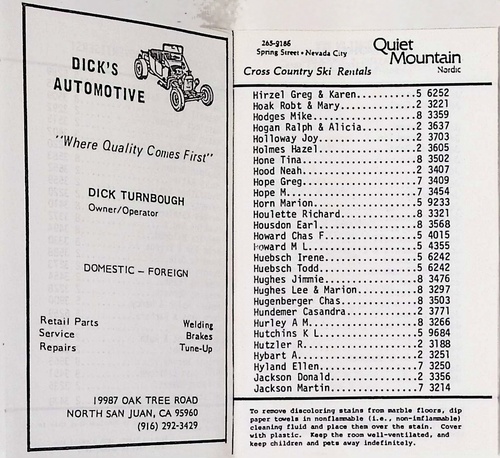 DICK'S
AUTOMOTIVE
"Where Quality Comes First"
DICK TURNBOUGH
Owner/Operator
DOMESTIC – FOREIGN
Retail Parts Welding
Service Brakes
Repairs Tune-Up
19987 OAK TREE ROAD
NORTH SAN JUAN, CA 95960
(916) 292-3429
265-9186
Spring Street • Nevada City
Quiet
Mountain
Nordic
Cross Country Ski Rentals
Hirzel Greg & Karen..........5 6252
Hoak Robt & Mary.............2 3221
Hodges Mike..................8 3359
Hogan Ralph & Alicia.........2 3637
Holloway Joy.................2 3703
Holmes Hazel.................2 3605
Hone Tina....................8 3502
Hood Neah....................2 3407
Hope Greg....................7 3409
Hope M.......................7 3454
Horn Marion..................5 9233
Houlette Richard.............8 3321
Housdon Earl.................8 3568
Howard Chas F................5 4015
Howard M L...................5 4355
Huebsch Irene................5 6242
Huebsch Todd.................5 6242
Hughes Jimmie................8 3476
Hughes Lee & Marion..........8 3297
Hugenberger Chas.............8 3503
Hundemer Casandra............2 3771
Hurley A M...................8 3266
Hutchins K L.................5 9684
Hutzler R....................2 3188
Hybart A.....................2 3251
Hyland Ellen.................7 3250
Jackson Donald...............2 3356
Jackson Martin...............7 3214
To remove discoloring stains from marble floors, dip
paper towels in nonflammable (i.e., non-inflammable)
cleaning fluid and place them over the stain. Cover
with plastic. Keep the room well-ventilated, and
keep children and pets away indefinitely.